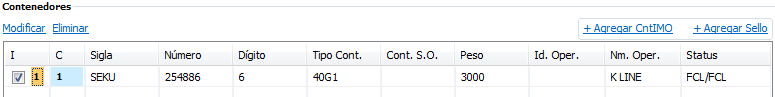 Contenedores
Modificar Eliminar + Agregar CntIMO + Agregar Sello
I C Sigla Número Dígito Tipo Cont. Cont. S.O. Peso Id. Oper. Nm. Oper. Status
1 1 SEKU 254886 6 40G1 3000 K LINE FCL/FCL